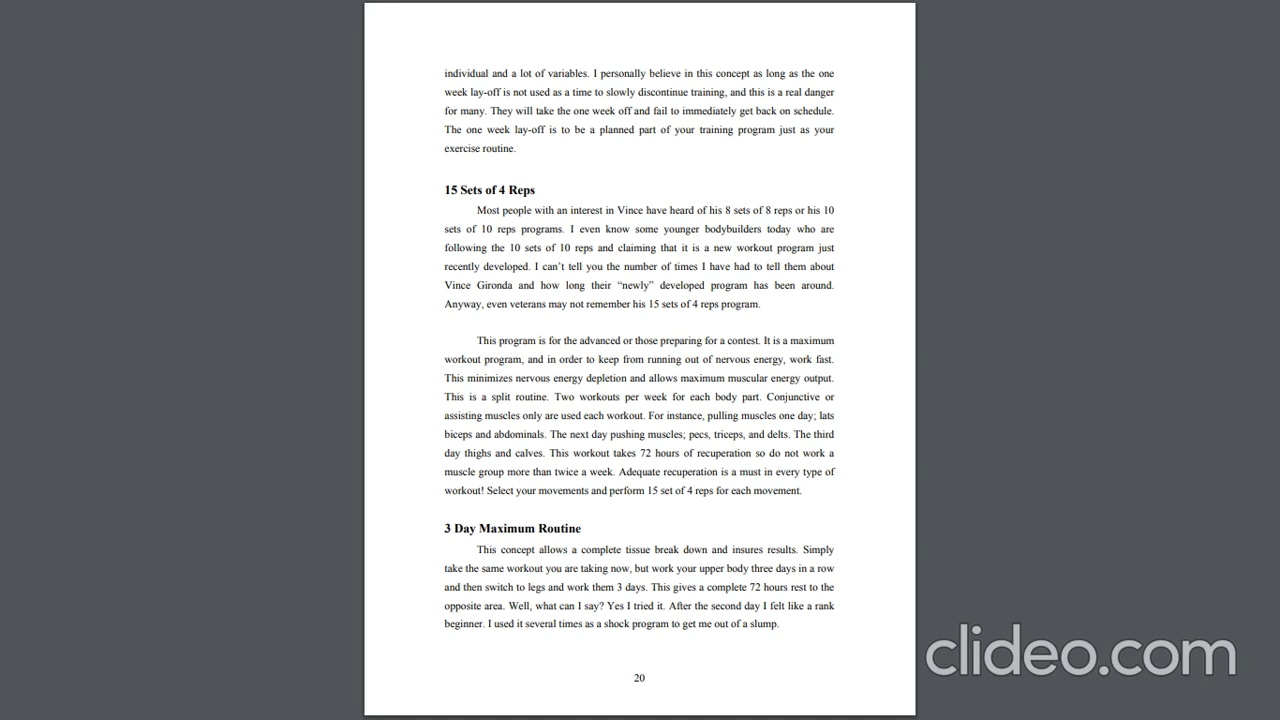 individual and a lot of variables. I personally believe in this concept as long as the one
week lay-off is not used as a time to slowly discontinue training, and this is a real danger
for many. They will take the one week off and fail to immediately get back on schedule.
The one week lay-off is to be a planned part of your training program just as your
exercise routine.
15 Sets of 4 Reps
Most people with an interest in Vince have heard of his 8 sets of 8 reps or his 10
sets of 10 reps programs. I even know some younger bodybuilders today who are
following the 10 sets of 10 reps and claiming that it is a new workout program just
recently developed. I can’t tell you the number of times I have had to tell them about
Vince Gironda and how long their “newly” developed program has been around.
Anyway, even veterans may not remember his 15 sets of 4 reps program.
This program is for the advanced or those preparing for a contest. It is a maximum
workout program, and in order to keep from running out of nervous energy, work fast.
This minimizes nervous energy depletion and allows maximum muscular energy output.
This is a split routine. Two workouts per week for each body part. Conjunctive or
assisting muscles only are used each workout. For instance, pulling muscles one day; lats
biceps and abdominals. The next day pushing muscles; pecs, triceps, and delts. The third
day thighs and calves. This workout takes 72 hours of recuperation so do not work a
muscle group more than twice a week. Adequate recuperation is a must in every type of
workout! Select your movements and perform 15 set of 4 reps for each movement.
3 Day Maximum Routine
This concept allows a complete tissue break down and insures results. Simply
take the same workout you are taking now, but work your upper body three days in a row
and then switch to legs and work them 3 days. This gives a complete 72 hours rest to the
opposite area. Well, what can I say? Yes I tried it. After the second day I felt like a rank
beginner. I used it several times as a shock program to get me out of a slump.
20
clideo.com